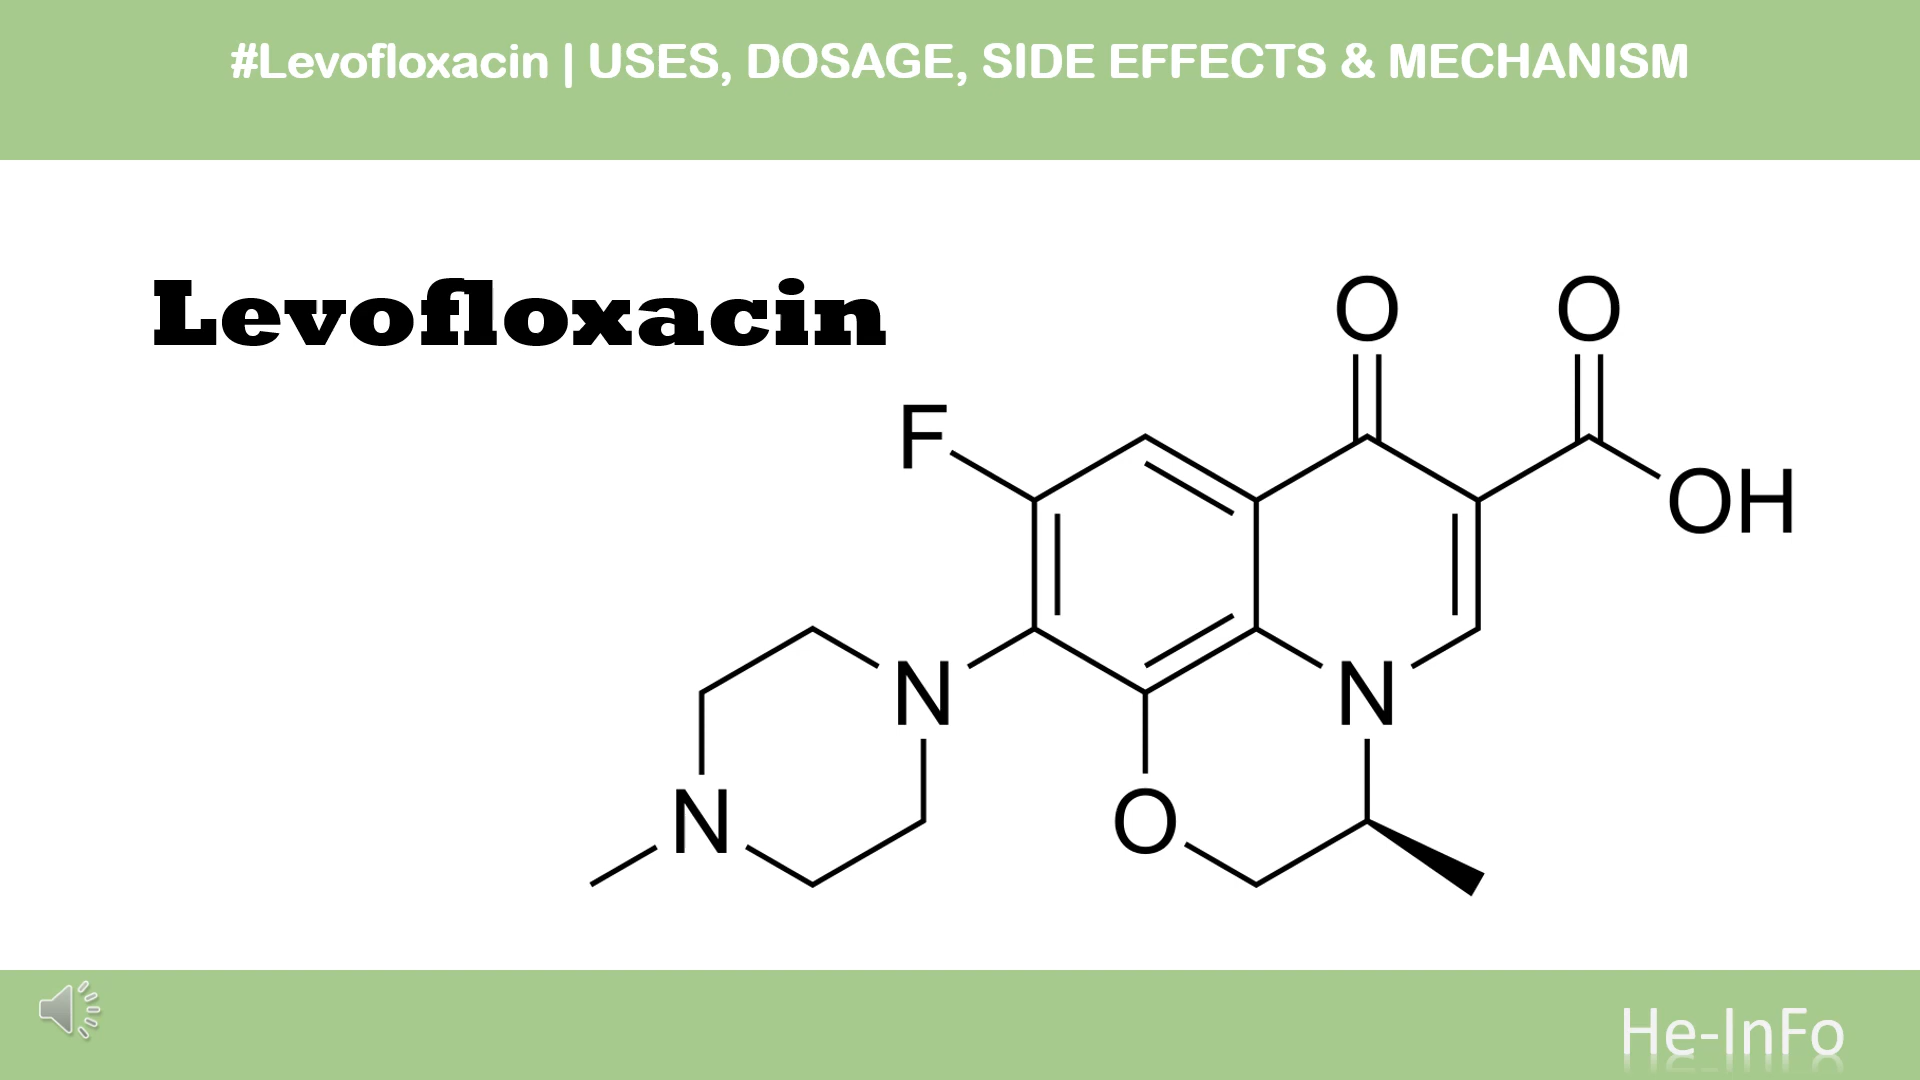 #Levofloxacin | USES, DOSAGE, SIDE EFFECTS & MECHANISM
Levofloxacin
O O
F
OH
N N
N O
He-InFo